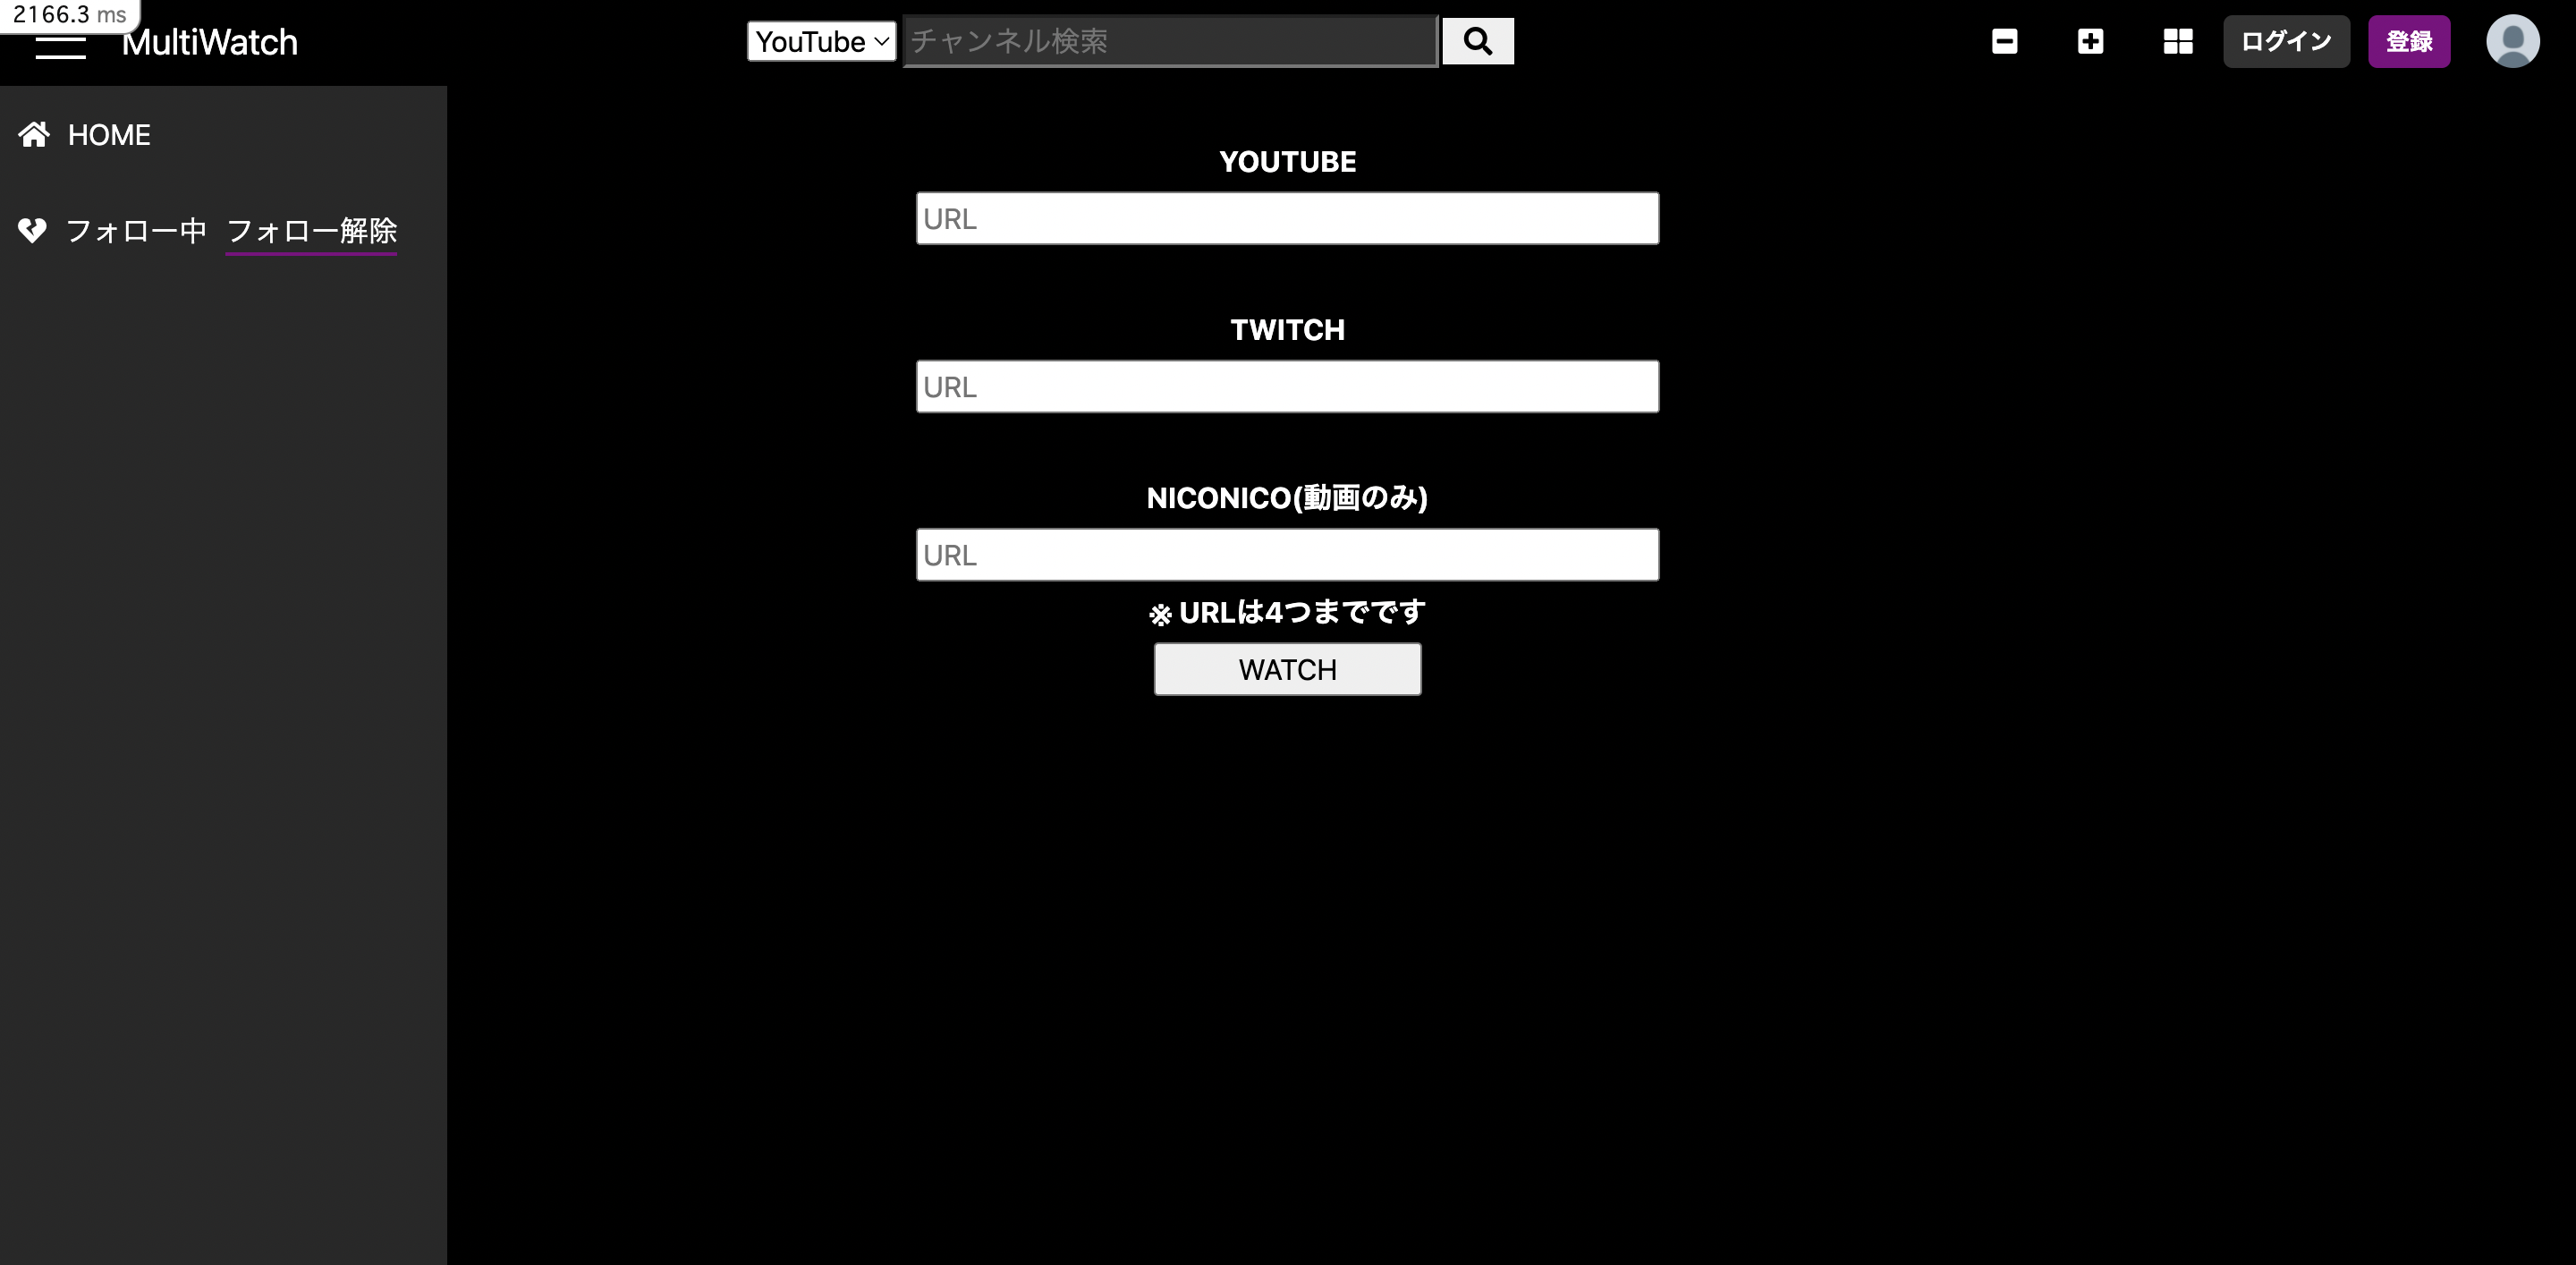 2166.3 ms
MultiWatch
YouTube
チャンネル検索
ログイン
登録
HOME
フォロー中 フォロー解除
YOUTUBE
URL
TWITCH
URL
NICONICO(動画のみ)
URL
※ URLは4つまでです
WATCH